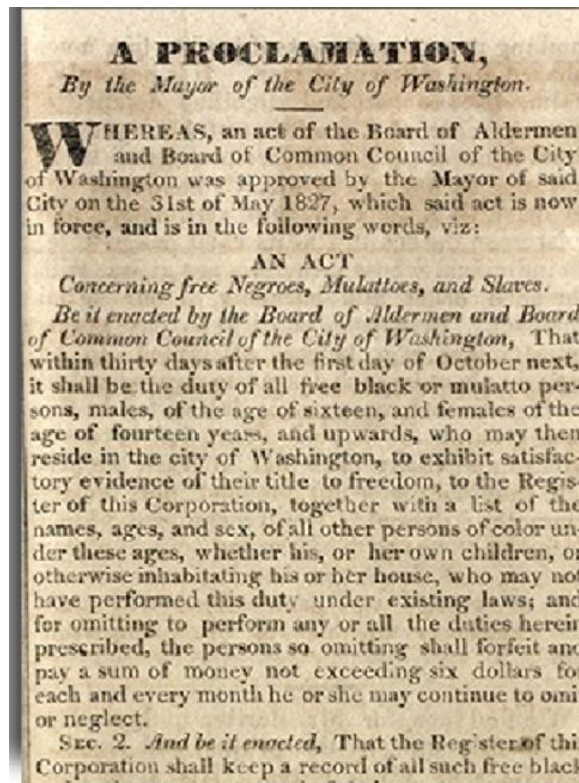 A PROCLAMATION,
By the Mayor of the City of Washington.
WHEREAS, an act of the Board of Aldermen
and Board of Common Council of the City
of Washington was approved by the Mayor of said
City on the 31st of May 1827, which said act is now
in force, and is in the following words, viz:
AN ACT
Concerning free Negroes, Mulattoes, and Slaves.
Be it enacted by the Board of Aldermen and Board
of Common Council of the City of Washington, That
within thirty days after the first day of October next,
it shall be the duty of all free black or mulatto per-
sons, males, of the age of sixteen, and females of the
age of fourteen years, and upwards, who may then
reside in the city of Washington, to exhibit satisfac-
tory evidence of their title to freedom, to the Regis-
ter of this Corporation, together with a list of the
names, ages, and sex, of all other persons of color un-
der these ages, whether his, or her own children, or
otherwise inhabitating his or her house, who may not
have performed this duty under existing laws; and
for omitting to perform any or all the duties herein
prescribed, the persons so omitting shall forfeit and
pay a sum of money not exceeding six dollars fo
each and every month he or she may continue to omi
or neglect.
SEC. 2. And be it enacted, That the Register of thi
Corporation shall keep a record of all such free black